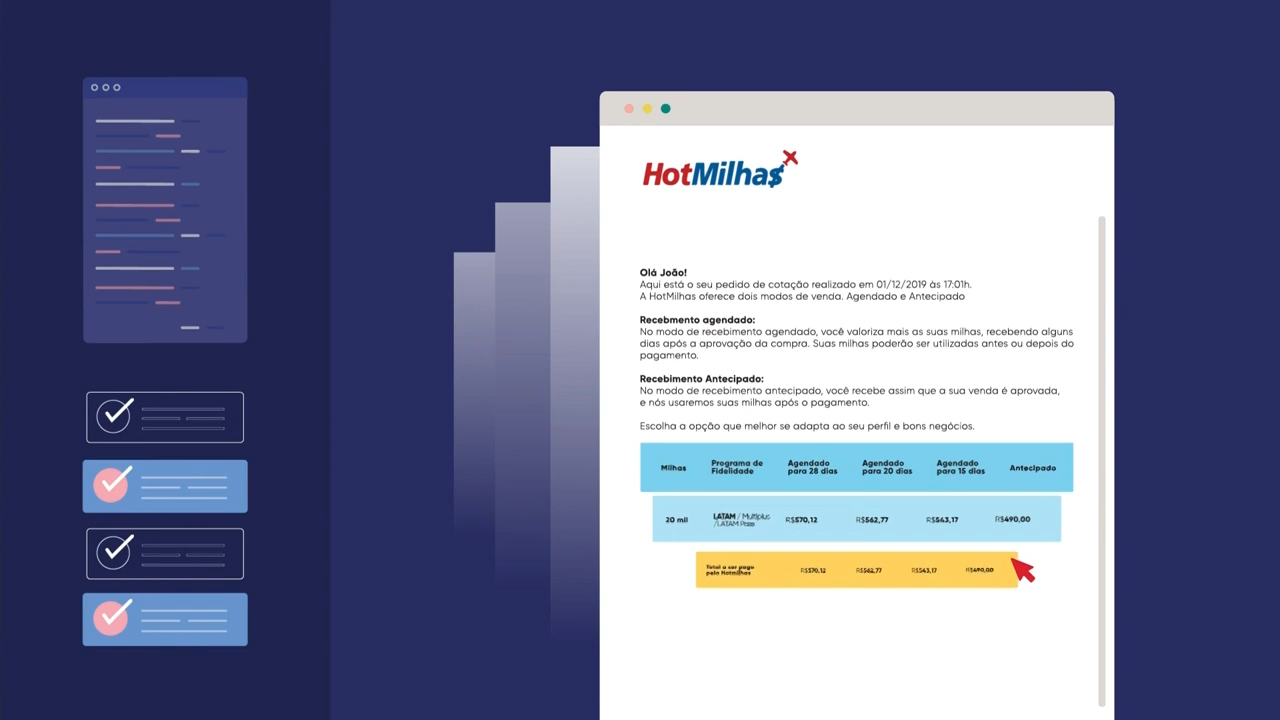 HotMilhas
Olá João!
Aqui está o seu pedido de cotação realizado em 01/12/2019 às 17:01h.
A HotMilhas oferece dois modos de venda. Agendado e Antecipado
Recebmento agendado:
No modo de recebimento agendado, você valoriza mais as suas milhas, recebendo alguns
dias após a aprovação da compra. Suas milhas poderão ser utilizadas antes ou depois do
pagamento.
Recebimento Antecipado:
No modo de recebimento antecipado, você recebe assim que a sua venda é aprovada,
e nós usaremos suas milhas após o pagamento.
Escolha a opção que melhor se adapta ao seu perfil e bons negócios.
Milhas Programa de Agendado Agendado Agendado Antecipado
Fidelidade para 28 dias para 20 dias para 15 dias
20 mil LATAM / Multiplus R$570,12 R$562,77 R$543,17 R$490,00
/LATAM Pass
Total a ser pago R$570,12 R$562,77 R$543,17 R$490,00
pelo HotMilhas